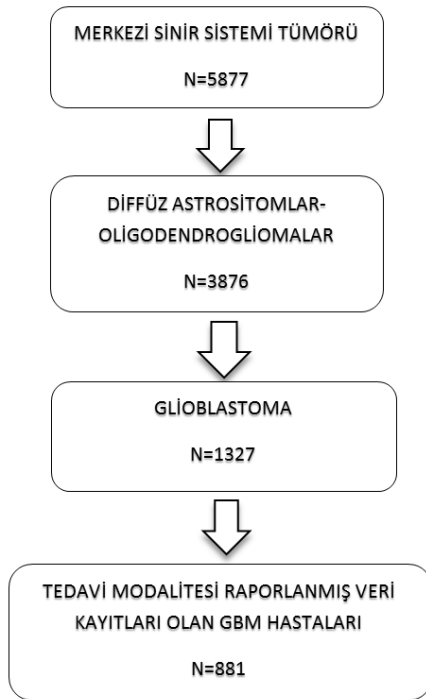 MERKEZİ SİNİR SİSTEMİ TÜMÖRÜ
N=5877
DİFFÜZ ASTROSİTOMLAR-
OLİGODENDROGLİOMALAR
N=3876
GLİOBLASTOMA
N=1327
TEDAVİ MODALİTESİ RAPORLANMIŞ VERİ
KAYITLARI OLAN GBM HASTALARI
N=881